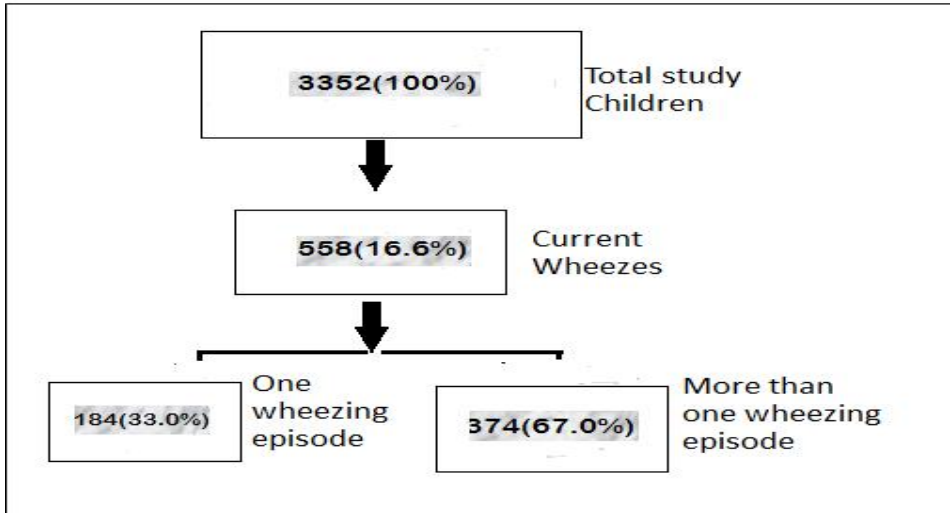 3352(100%)
Total study
Children
558(16.6%)
Current
Wheezes
184(33.0%)
One
wheezing
episode
374(67.0%)
More than
one wheezing
episode